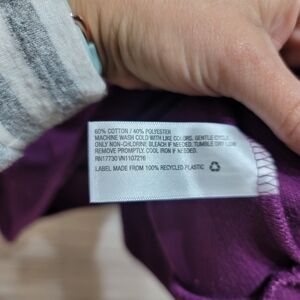 60% COTTON / 40% POLYESTER
MACHINE WASH COLD WITH LIKE COLORS. GENTLE CYCLE.
ONLY NON-CHLORINE BLEACH IF NEEDED. TUMBLE DRY LOW.
REMOVE PROMPTLY. COOL IRON IF NEEDED.
RN17730 VN1107216
LABEL MADE FROM 100% RECYCLED PLASTIC